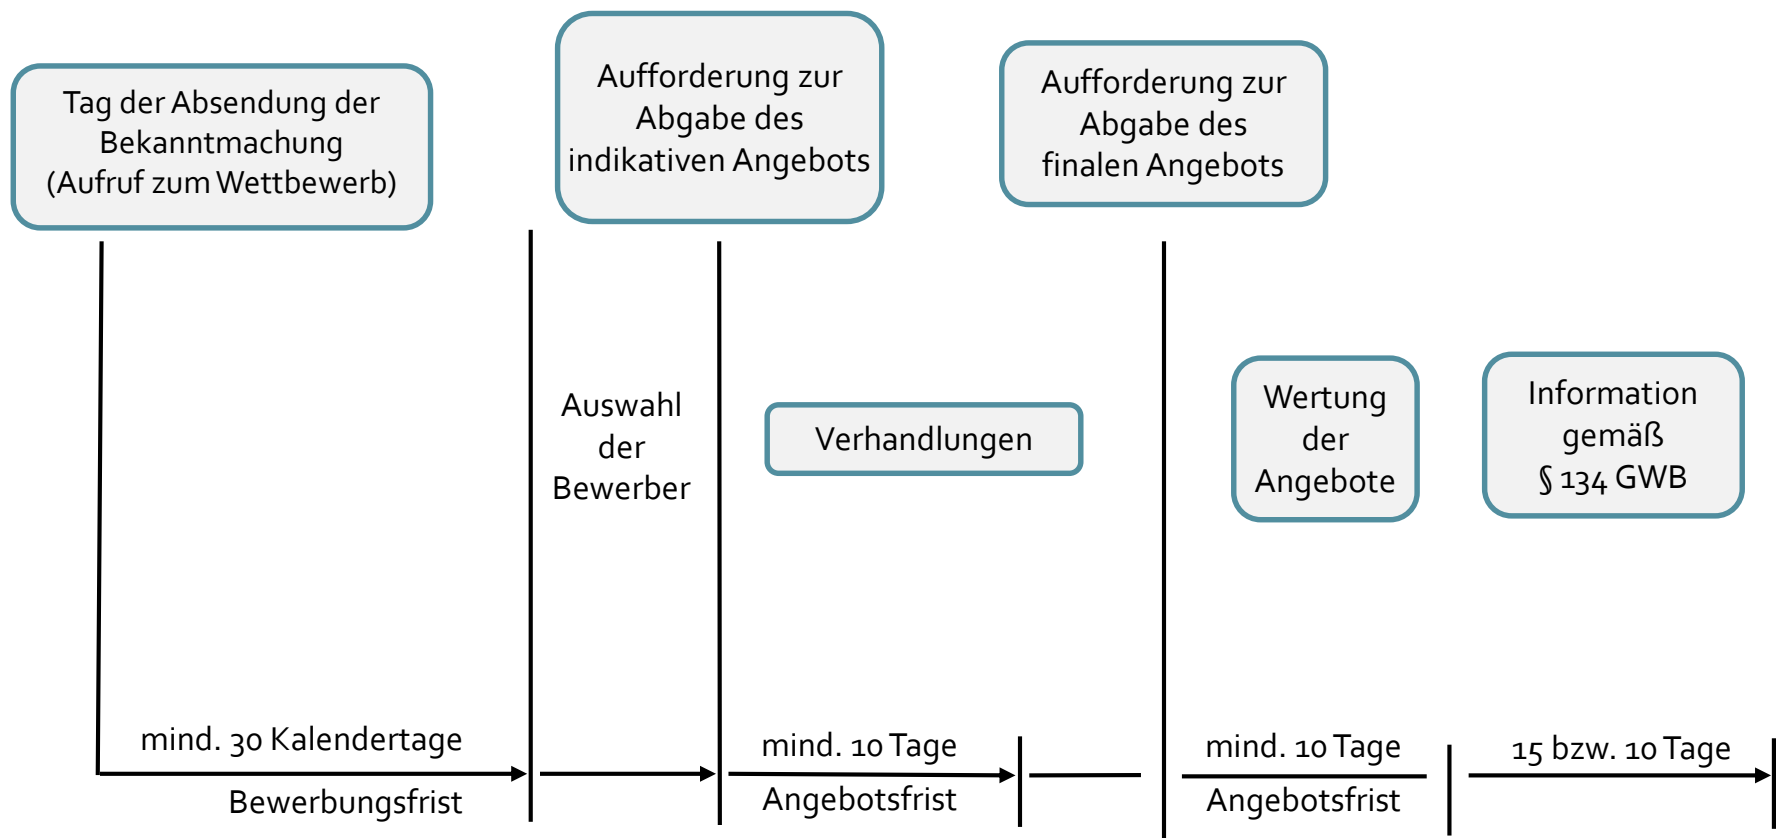 Tag der Absendung der
Bekanntmachung
(Aufruf zum Wettbewerb)
Aufforderung zur
Abgabe des
indikativen Angebots
Aufforderung zur
Abgabe des
finalen Angebots
Auswahl
der
Bewerber
Verhandlungen
Wertung
der
Angebote
Information
gemäß
§ 134 GWB
mind. 30 Kalendertage
Bewerbungsfrist
mind. 10 Tage
Angebotsfrist
mind. 10 Tage
Angebotsfrist
15 bzw. 10 Tage